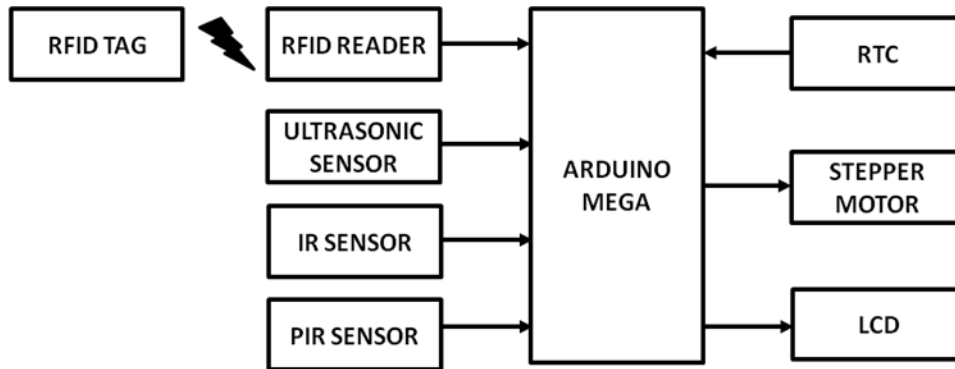 RFID TAG
RFID READER
RTC
ULTRASONIC
SENSOR
ARDUINO
MEGA
STEPPER
MOTOR
IR SENSOR
PIR SENSOR
LCD